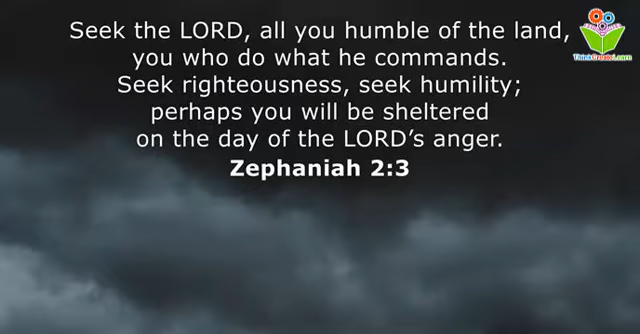 Seek the LORD, all you humble of the land,
you who do what he commands.
Seek righteousness, seek humility;
perhaps you will be sheltered
on the day of the LORD’s anger.
Zephaniah 2:3
ThinkCreateLearn